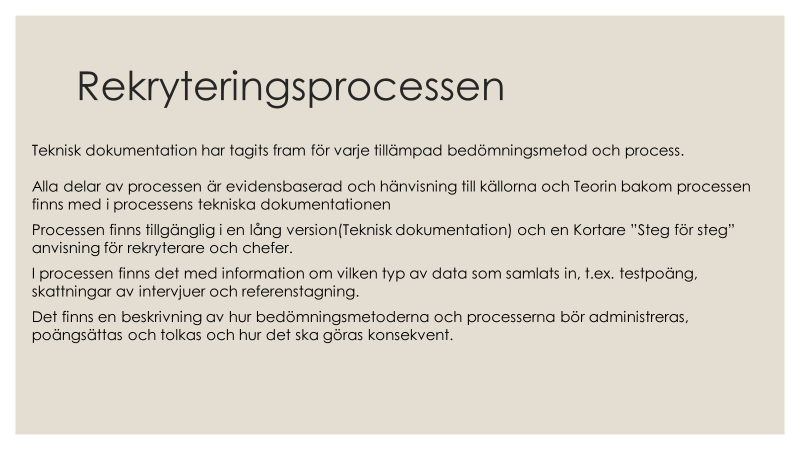 Rekryteringsprocessen
Teknisk dokumentation har tagits fram för varje tillämpad bedömningsmetod och process.
Alla delar av processen är evidensbaserad och hänvisning till källorna och Teorin bakom processen
finns med i processens tekniska dokumentationen
Processen finns tillgänglig i en lång version(Teknisk dokumentation) och en Kortare ”Steg för steg”
anvisning för rekryterare och chefer.
I processen finns det med information om vilken typ av data som samlats in, t.ex. testpoäng,
skattningar av intervjuer och referenstagning.
Det finns en beskrivning av hur bedömningsmetoderna och processerna bör administreras,
poängsättas och tolkas och hur det ska göras konsekvent.